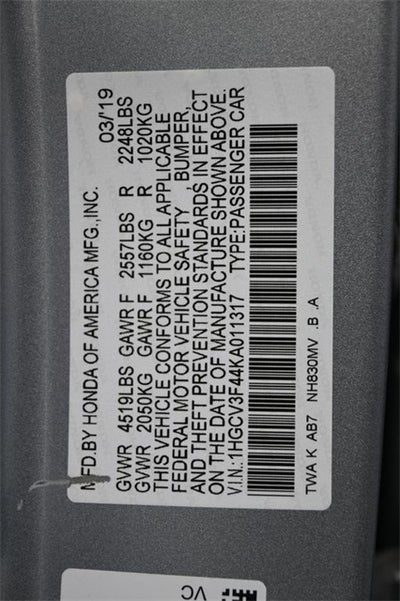 MFD.BY HONDA OF AMERICA MFG.,INC. 03/19
GVWR 4519LBS GAWR F 2557LBS R 2248LBS
GVWR 2050KG GAWR F 1160KG R 1020KG
THIS VEHICLE CONFORMS TO ALL APPLICABLE
FEDERAL MOTOR VEHICLE SAFETY , BUMPER,
AND THEFT PREVENTION STANDARDS IN EFFECT
ON THE DATE OF MANUFACTURE SHOWN ABOVE.
V.I.N.:1HGCV3F44KA011317 TYPE:PASSENGER CAR
TWA K AB7 NH830MV .B .A
VC